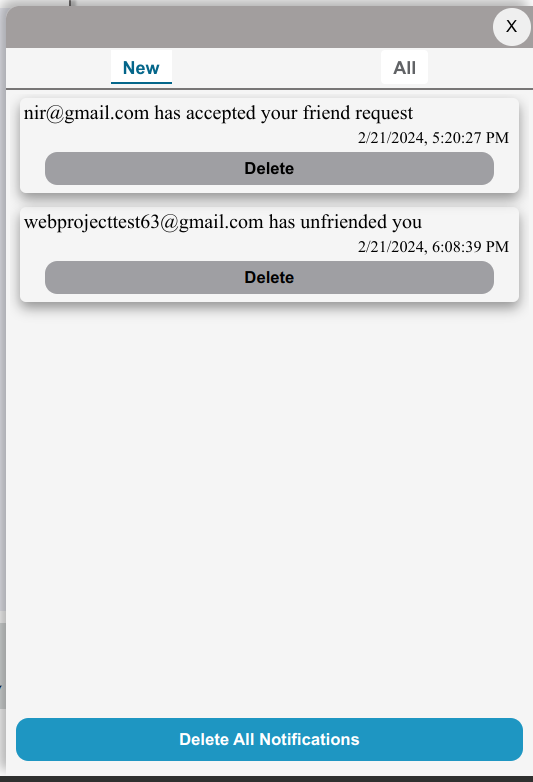 X
New All
nir@gmail.com has accepted your friend request
2/21/2024, 5:20:27 PM
Delete
webprojecttest63@gmail.com has unfriended you
2/21/2024, 6:08:39 PM
Delete
Delete All Notifications